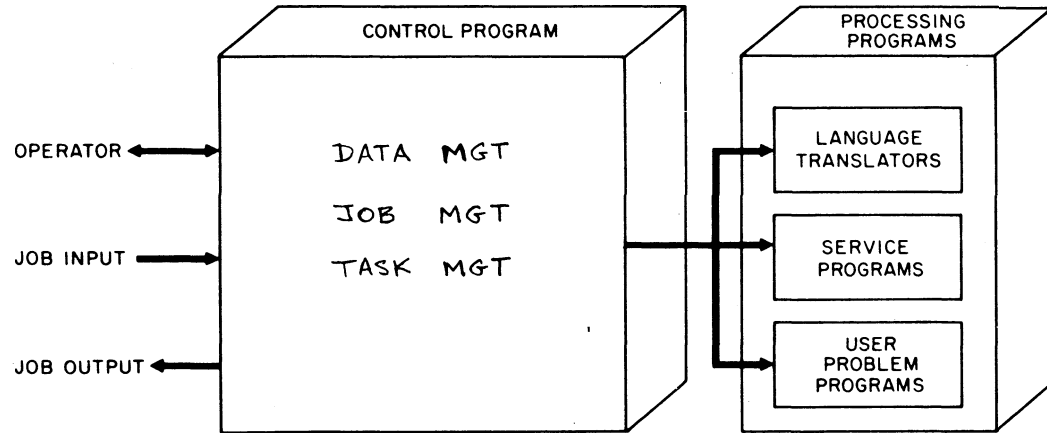 CONTROL PROGRAM
PROCESSING
PROGRAMS
OPERATOR
JOB INPUT
JOB OUTPUT
DATA MGT
JOB MGT
TASK MGT
LANGUAGE
TRANSLATORS
SERVICE
PROGRAMS
USER
PROBLEM
PROGRAMS